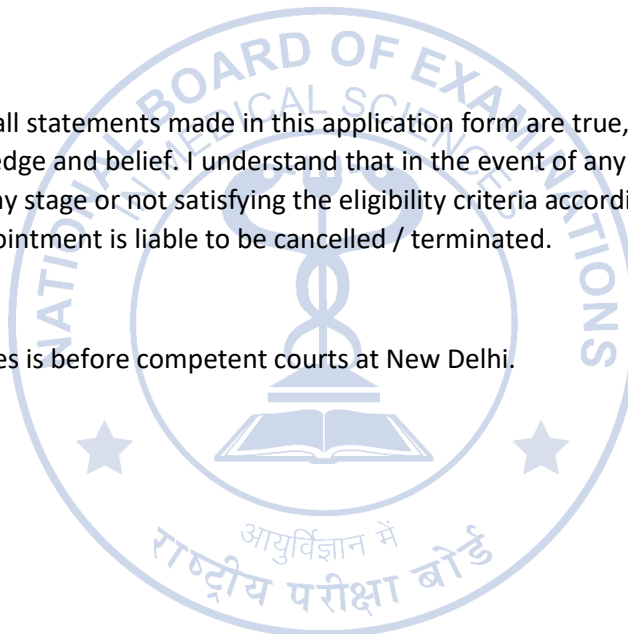 all statements made in this application form are true,
edge and belief. I understand that in the event of any
ny stage or not satisfying the eligibility criteria accordi
pointment is liable to be cancelled / terminated.
es is before competent courts at New Delhi.
NATIONAL BOARD OF EXAMINATIONS
IN MEDICAL SCIENCES
आयुर्विज्ञान में
राष्ट्रीय परीक्षा बोर्ड